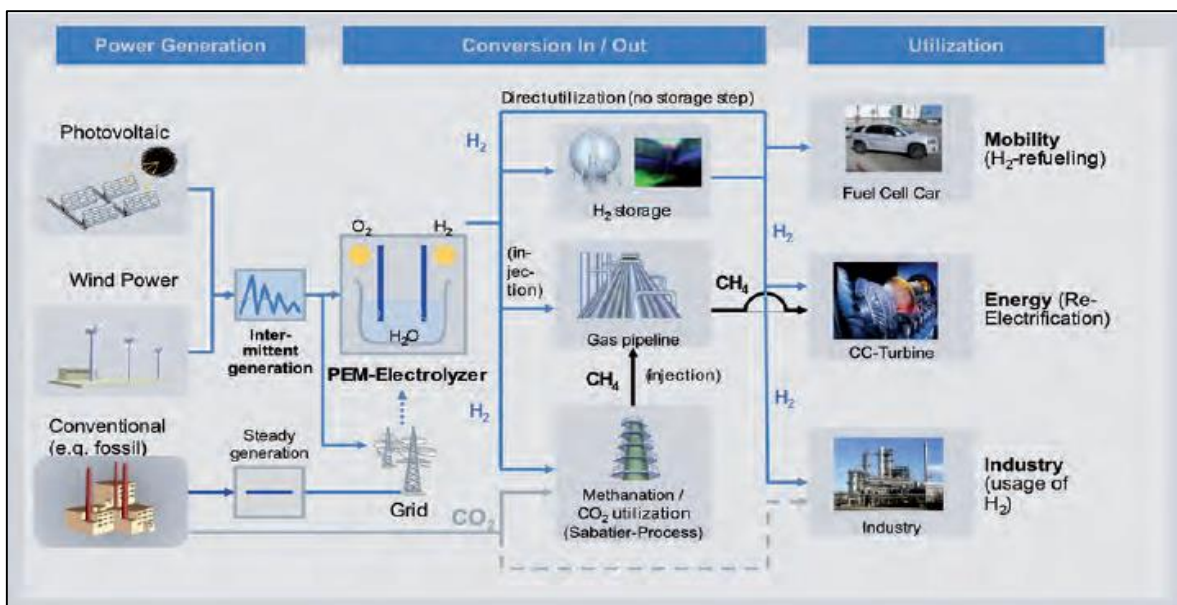 Power Generation
Conversion In / Out
Utilization
Photovoltaic
Wind Power
Inter-
mittent
generation
Conventional
(e.g. fossil)
Steady
generation
O2
H2
H2O
PEM-Electrolyzer
Grid
CO2
Directutilization (no storage step)
H2
H2 storage
(in-
jec-
tion)
Gas pipeline
CH4
CH4
(injection)
H2
Methanation /
CO2 utilization
(Sabatier-Process)
H2
H2
Fuel Cell Car
Mobility
(H2-refueling)
CC-Turbine
Energy (Re-
Electrification)
Industry
Industry
(usage of
H2)